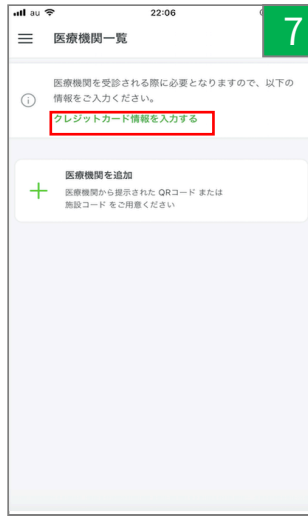 au 22:06
7
医療機関一覧
医療機関を受診される際に必要となりますので、以下の
情報をご入力ください。
クレジットカード情報を入力する
医療機関を追加
医療機関から提示された QRコード または
施設コード をご用意ください